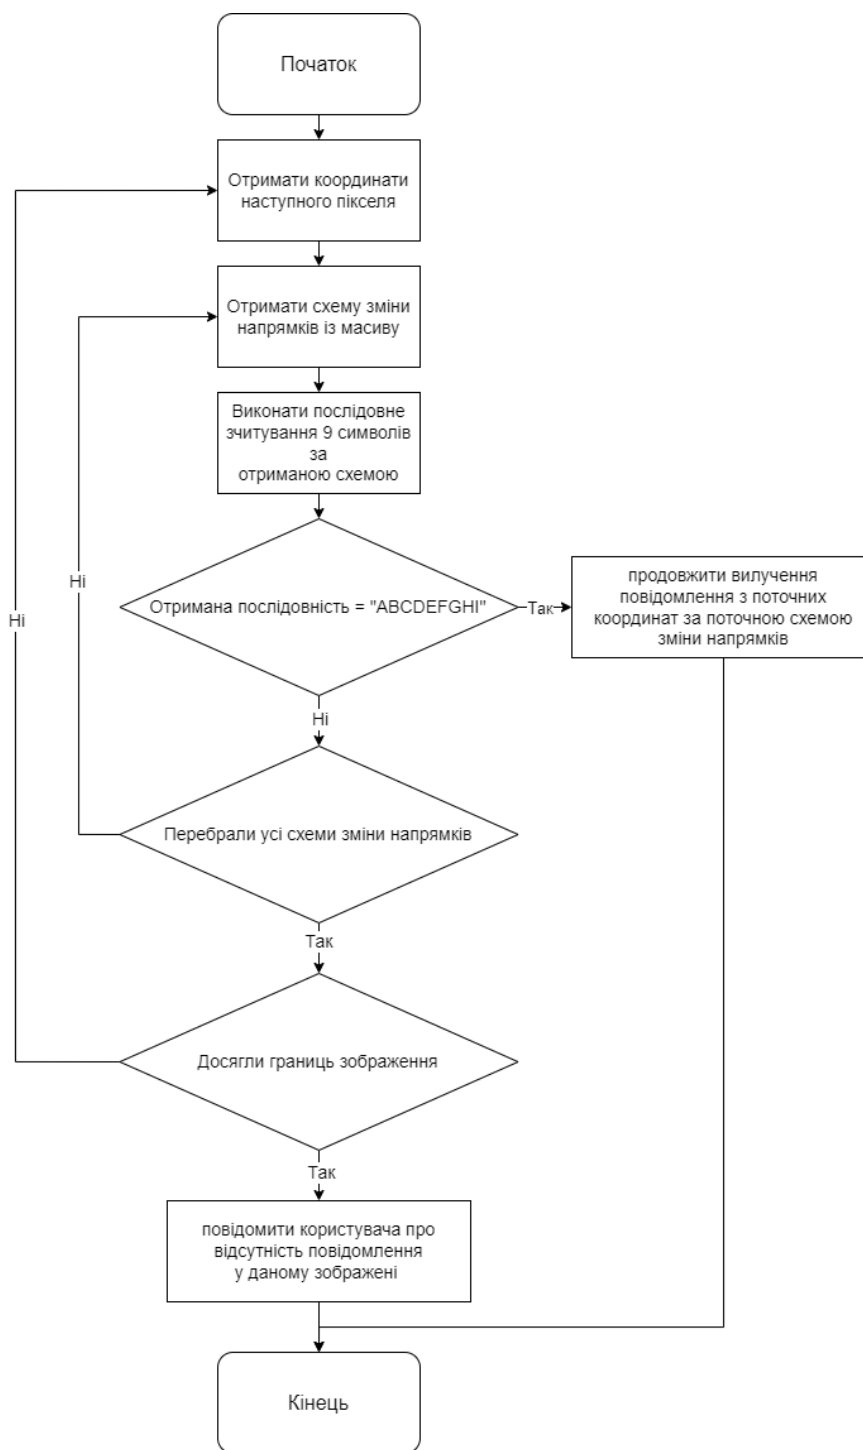 Початок
Отримати координати
наступного пікселя
Отримати схему зміни
напрямків із масиву
Виконати послідовне
зчитування 9 символів
за
отриманою схемою
Отримана послідовність = "ABCDEFGHI"
Так
продовжити вилучення
повідомлення з поточних
координат за поточною схемою
зміни напрямків
Ні
Ні
Ні
Перебрали усі схеми зміни напрямків
Так
Досягли границь зображення
Так
повідомити користувача про
відсутність повідомлення
у даному зображені
Кінець